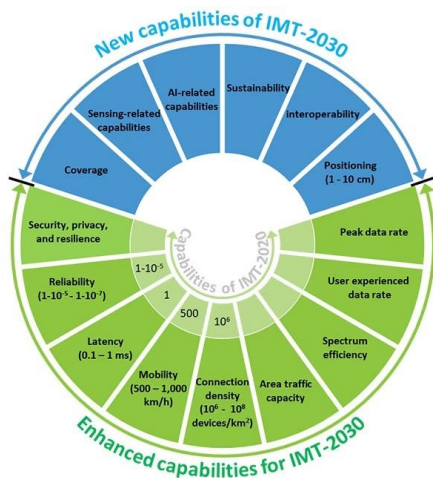 New capabilities of IMT-2030
Coverage
Sensing-related
capabilities
AI-related
capabilities
Sustainability
interoperability
Positioning
(1 - 10 cm)
Security, privacy,
and resilience
Reliability
(1-10⁻⁵ - 1-10⁻⁷)
Latency
(0.1 – 1 ms)
Mobility
(500 – 1,000
km/h)
Connection
density
(10⁶ - 10⁸
devices/km²)
Area traffic
capacity
Spectrum
efficiency
User experienced
data rate
Peak data rate
1-10⁻⁵
1
500
10⁶
Capabilities of IMT-2020
Enhanced capabilities for IMT-2030